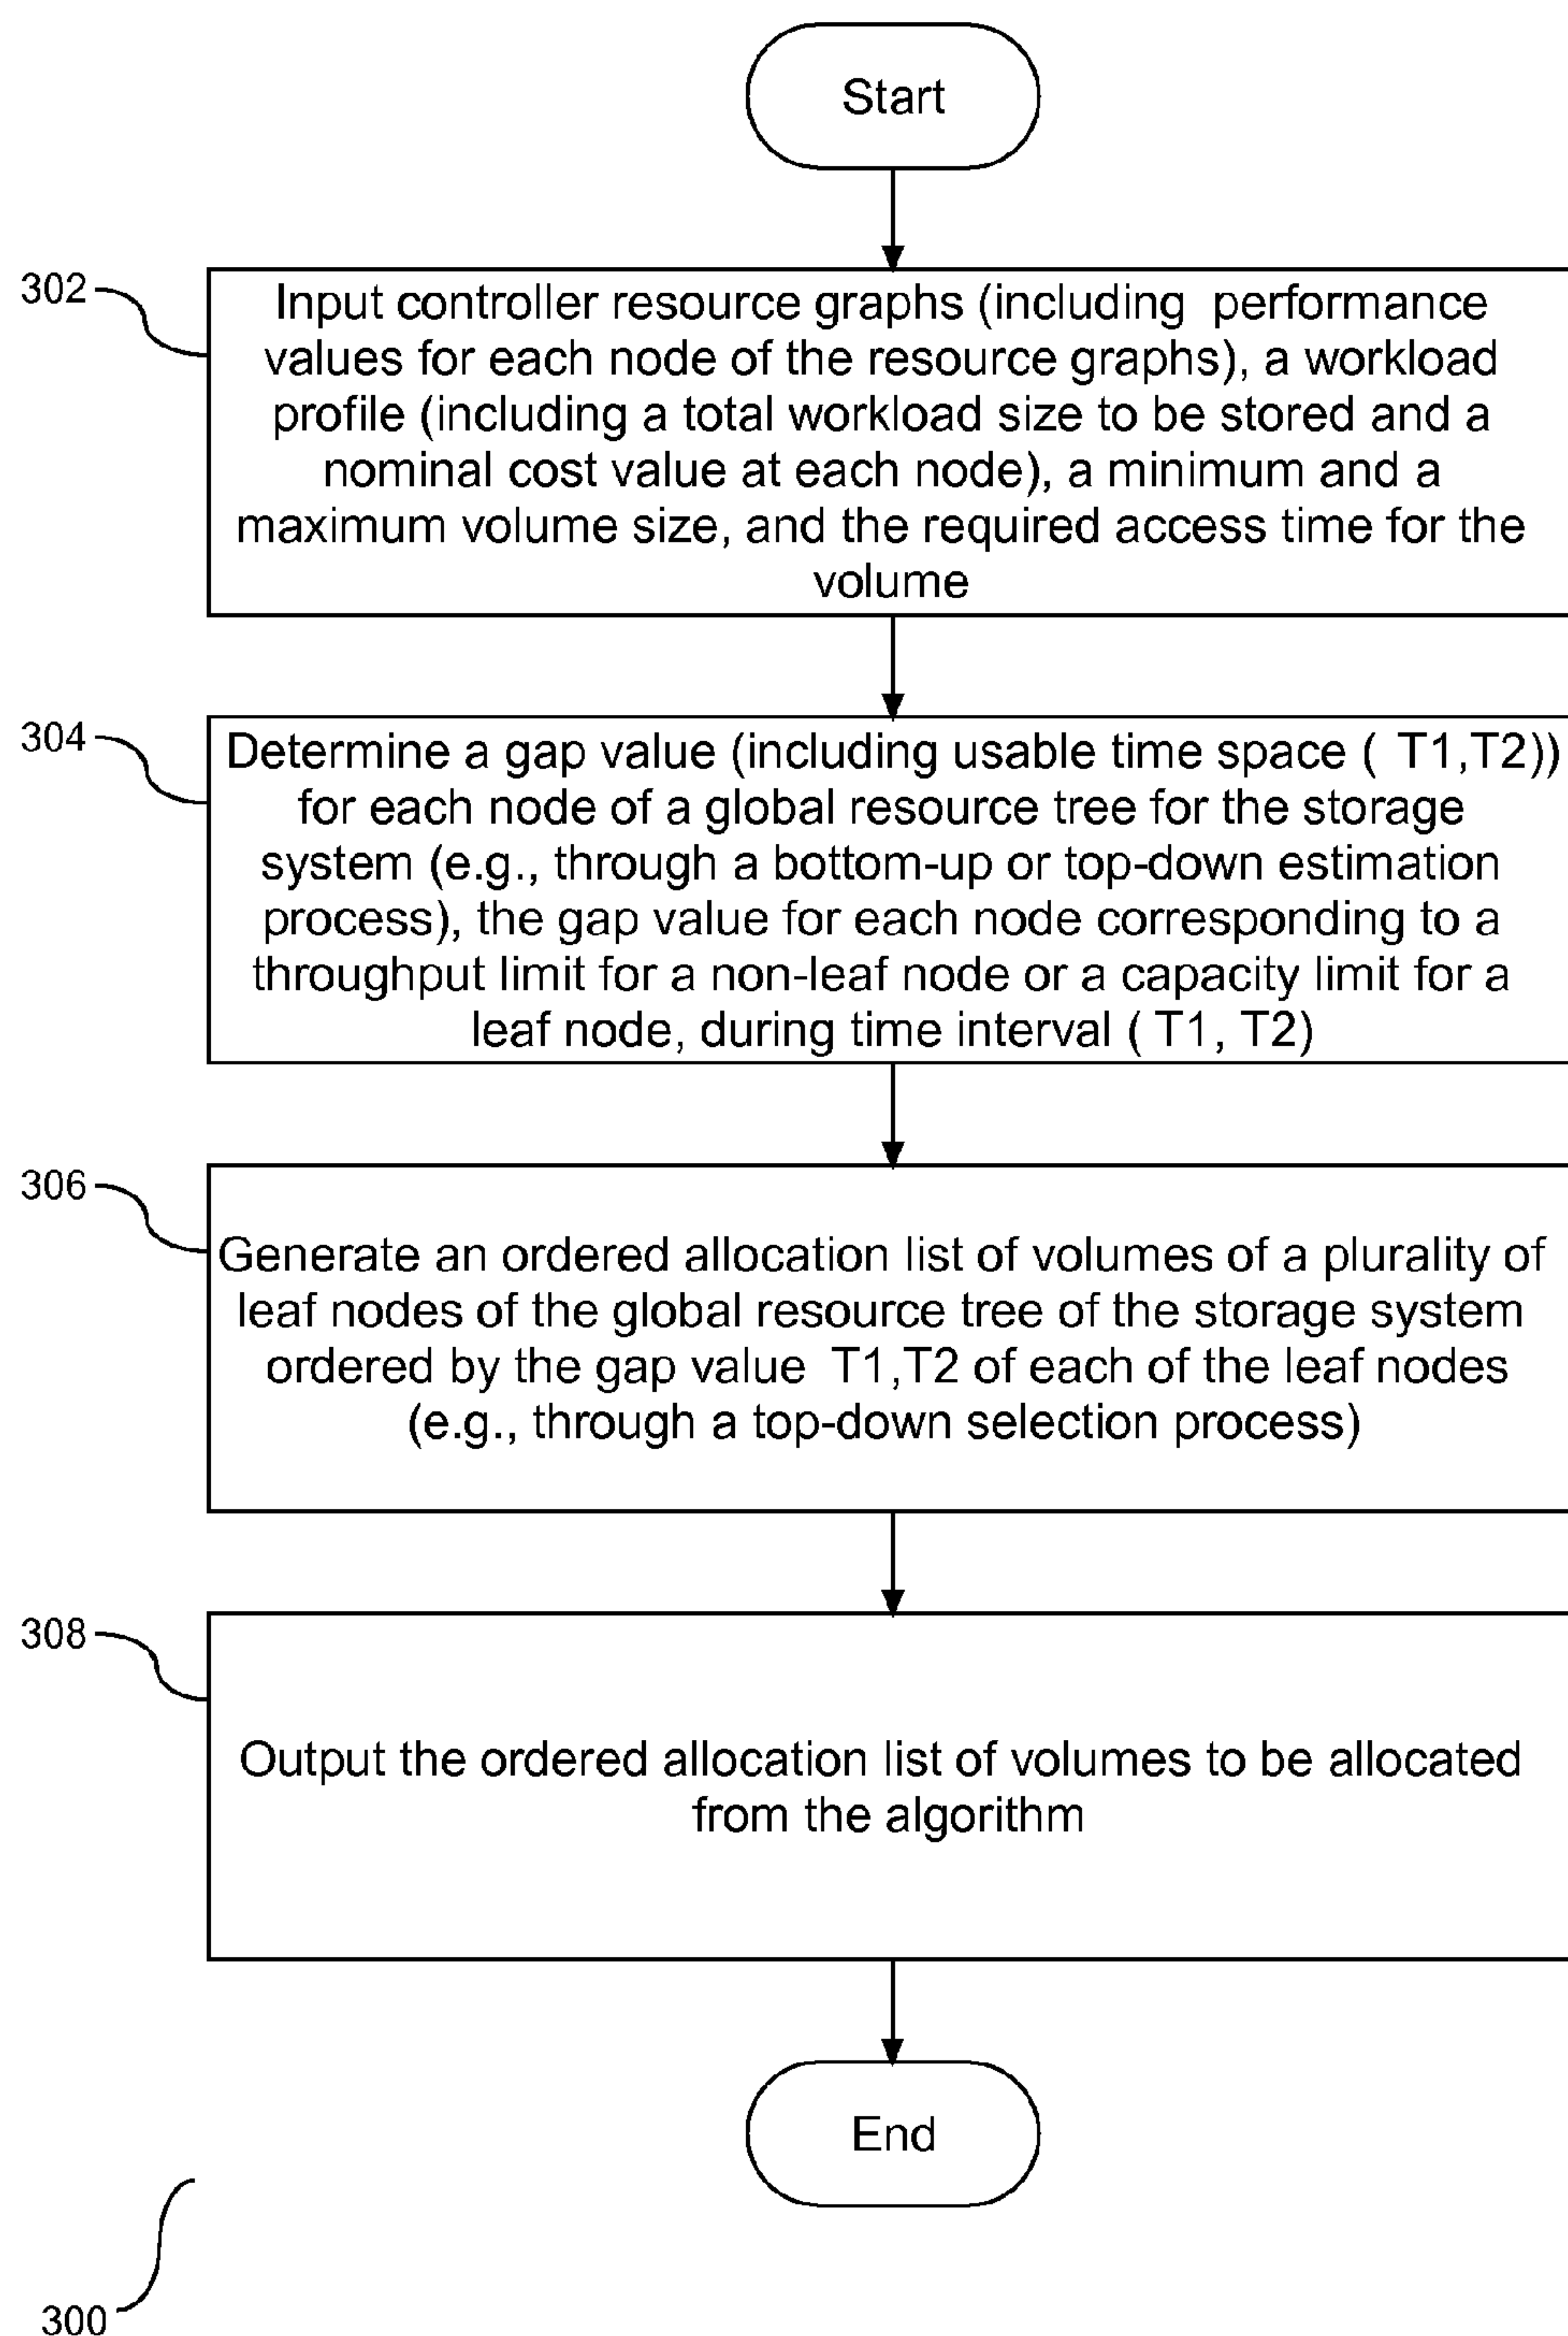 Start
302
Input controller resource graphs (including performance
values for each node of the resource graphs), a workload
profile (including a total workload size to be stored and a
nominal cost value at each node), a minimum and a
maximum volume size, and the required access time for the
volume
304
Determine a gap value (including usable time space ( T1,T2))
for each node of a global resource tree for the storage
system (e.g., through a bottom-up or top-down estimation
process), the gap value for each node corresponding to a
throughput limit for a non-leaf node or a capacity limit for a
leaf node, during time interval ( T1, T2)
306
Generate an ordered allocation list of volumes of a plurality of
leaf nodes of the global resource tree of the storage system
ordered by the gap value T1,T2 of each of the leaf nodes
(e.g., through a top-down selection process)
308
Output the ordered allocation list of volumes to be allocated
from the algorithm
End
300